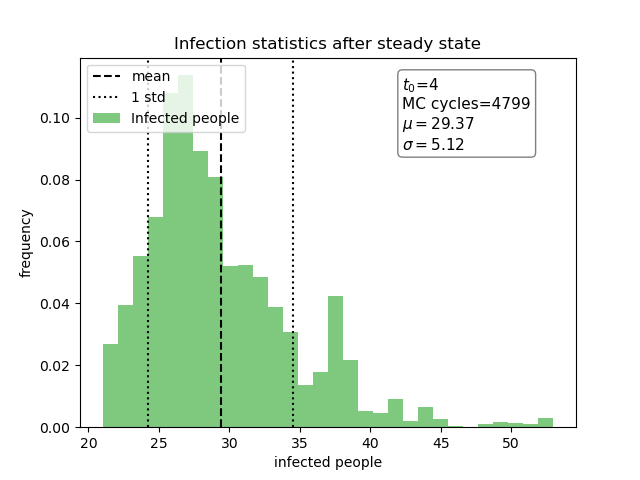 Infection statistics after steady state
mean
1 std
Infected people
t₀=4
MC cycles=4799
μ = 29.37
σ = 5.12
frequency
0.10
0.08
0.06
0.04
0.02
0.00
20 25 30 35 40 45 50
infected people